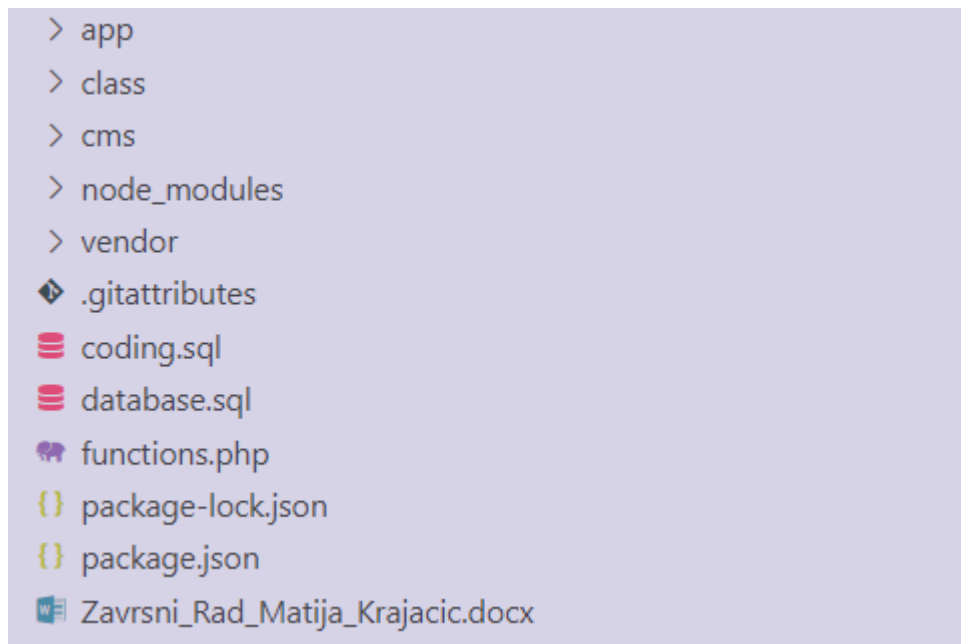 app
class
cms
node_modules
vendor
.gitattributes
coding.sql
database.sql
functions.php
package-lock.json
package.json
Zavrsni_Rad_Matija_Krajacic.docx